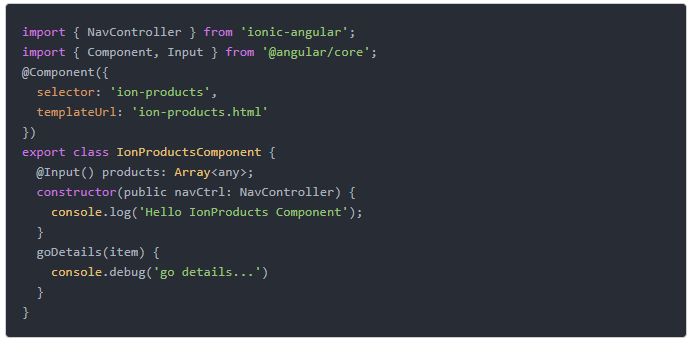 import { NavController } from 'ionic-angular';
import { Component, Input } from '@angular/core';
@Component({
  selector: 'ion-products',
  templateUrl: 'ion-products.html'
})
export class IonProductsComponent {
  @Input() products: Array<any>;
  constructor(public navCtrl: NavController) {
    console.log('Hello IonProducts Component');
  }
  goDetails(item) {
    console.debug('go details...')
  }
}